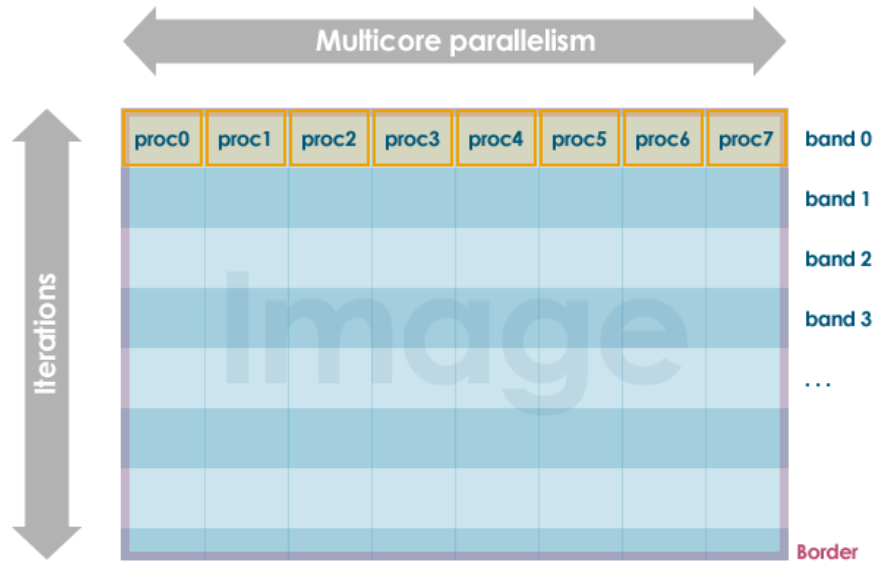 Multicore parallelism
proc0 proc1 proc2 proc3 proc4 proc5 proc6 proc7 band 0
band 1
band 2
Image
Iterations
band 3
...
Border